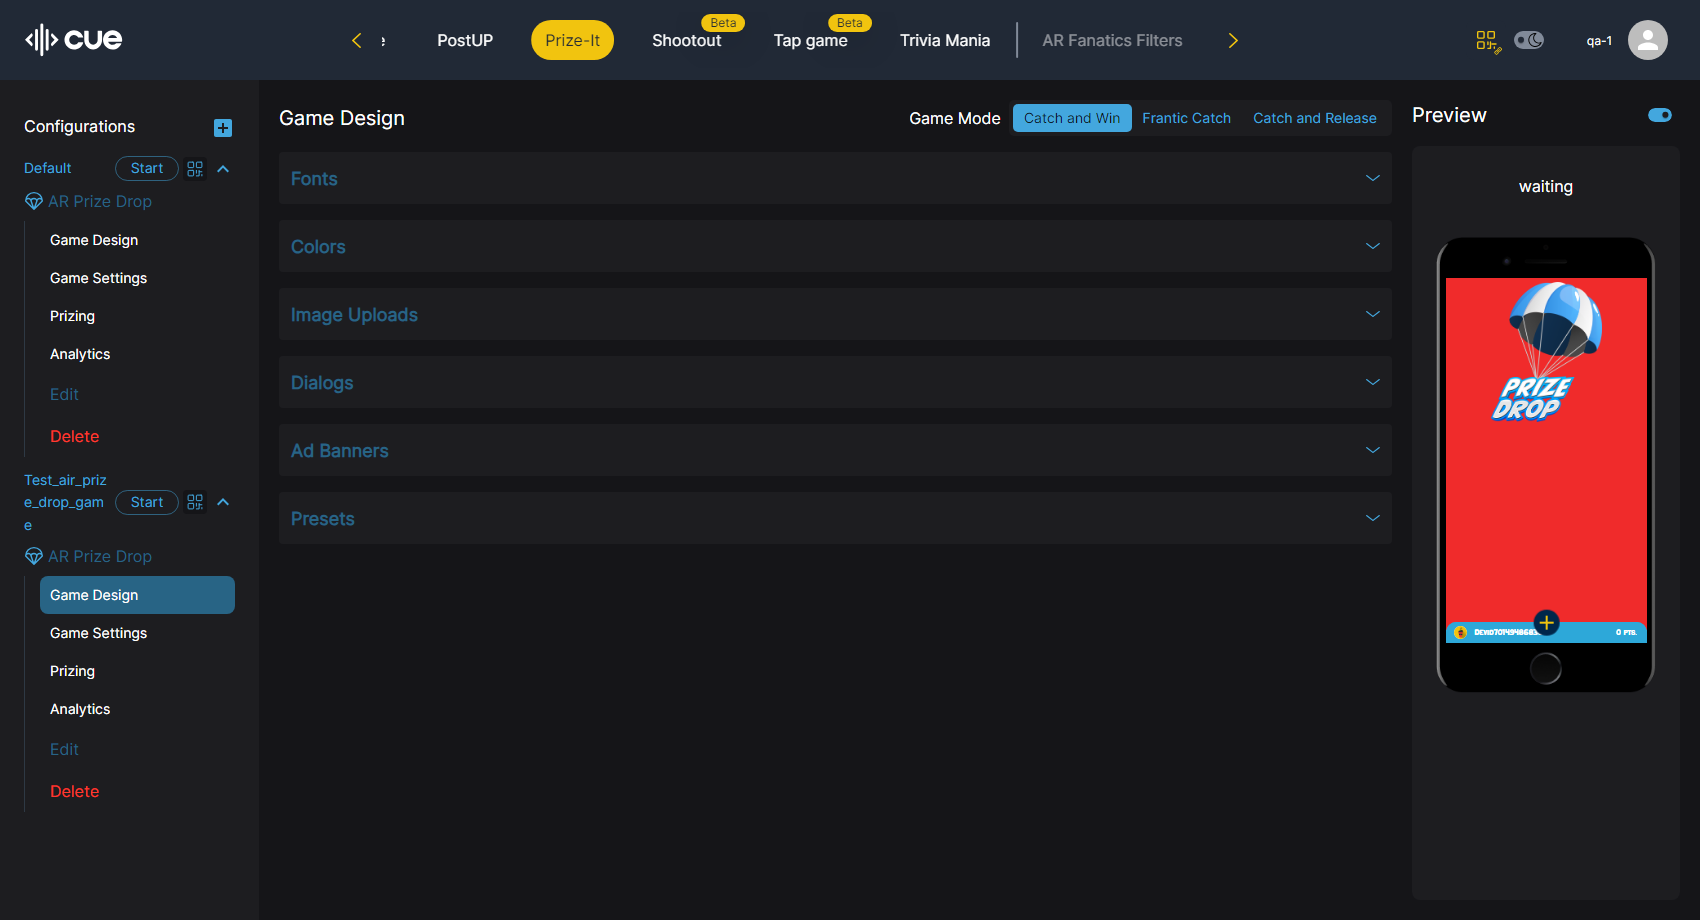 cue
PostUP
Prize-It
Shootout
Beta
Tap game
Beta
Trivia Mania
AR Fanatics Filters
qa-1
Configurations
Default
Start
AR Prize Drop
Game Design
Game Settings
Prizing
Analytics
Edit
Delete
Test_air_priz
e_drop_gam
e
Start
AR Prize Drop
Game Design
Game Settings
Prizing
Analytics
Edit
Delete
Game Design
Game Mode
Catch and Win
Frantic Catch
Catch and Release
Fonts
Colors
Image Uploads
Dialogs
Ad Banners
Presets
Preview
waiting
PRIZE
DROP
0 PTS.